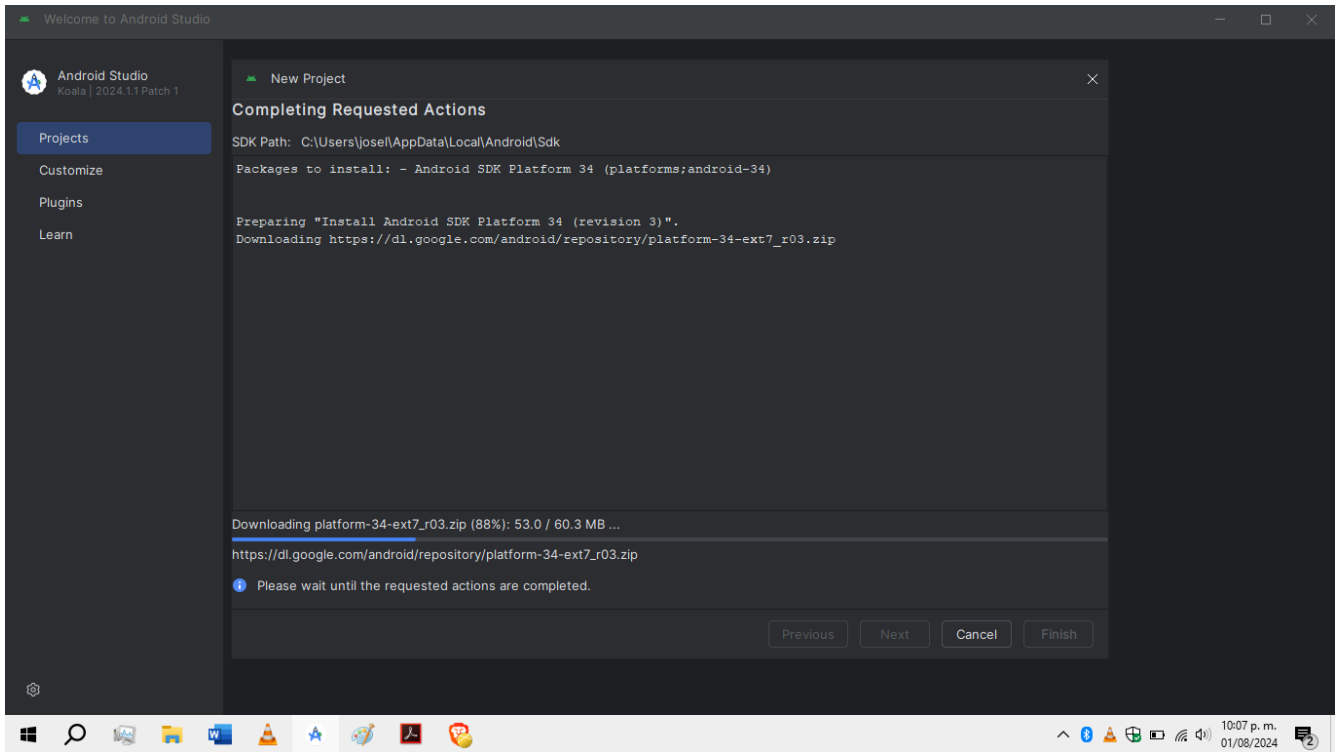 Welcome to Android Studio
Android Studio
Koala | 2024.1.1 Patch 1
Projects
Customize
Plugins
Learn
New Project
Completing Requested Actions
SDK Path: C:\Users\josel\AppData\Local\Android\Sdk
Packages to install: - Android SDK Platform 34 (platforms;android-34)
Preparing "Install Android SDK Platform 34 (revision 3)".
Downloading https://dl.google.com/android/repository/platform-34-ext7_r03.zip
Downloading platform-34-ext7_r03.zip (88%): 53.0 / 60.3 MB ...
https://dl.google.com/android/repository/platform-34-ext7_r03.zip
Please wait until the requested actions are completed.
Previous Next Cancel Finish
10:07 p. m.
01/08/2024
2